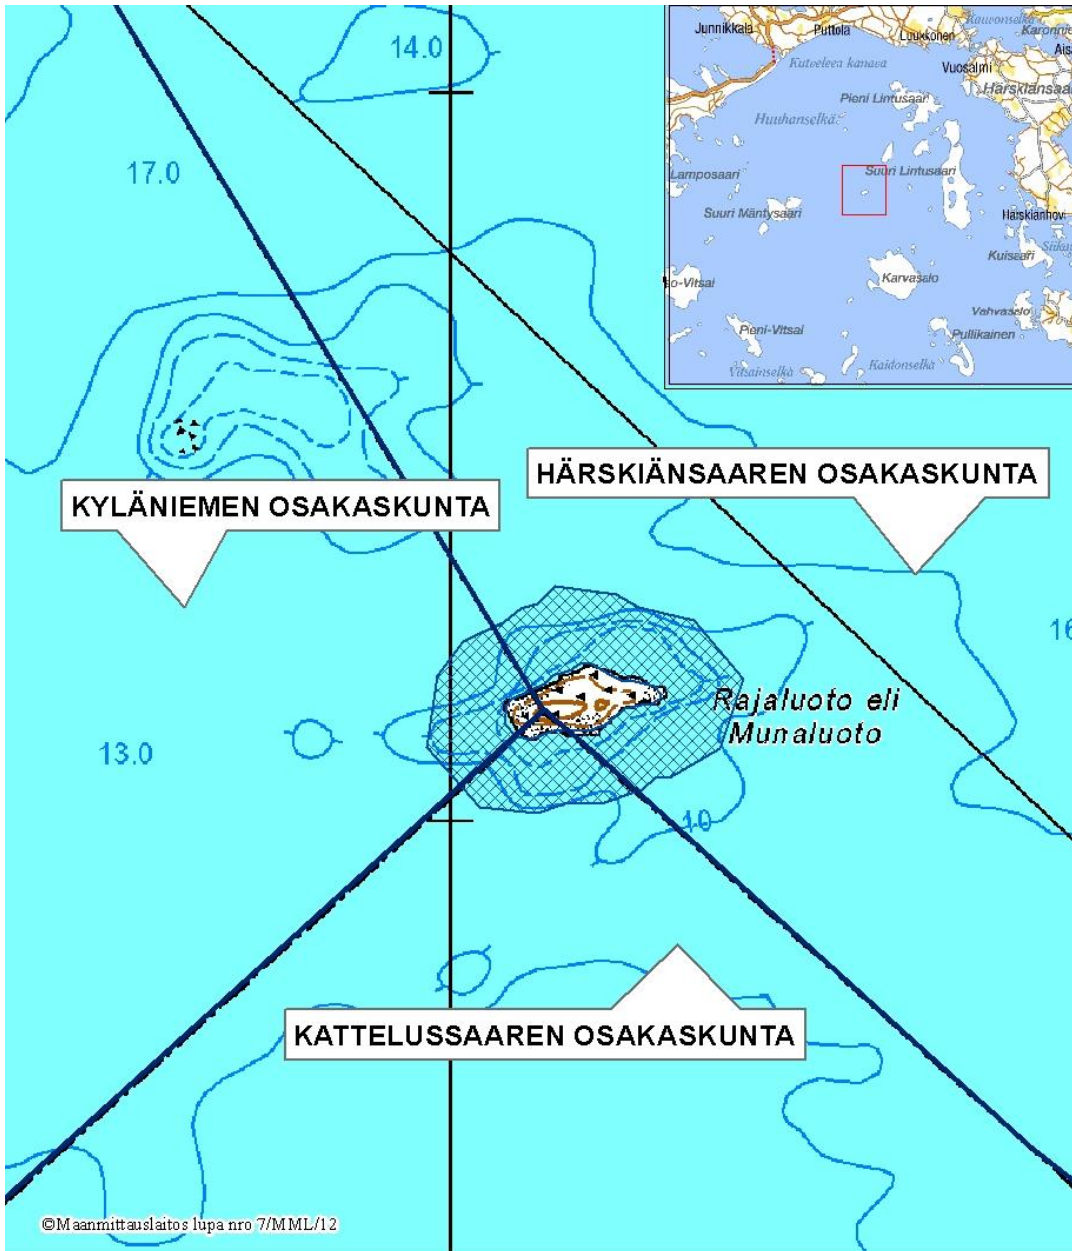 14.0
17.0
Junnikkala
Puttola
Luukkonen
Rauvonselkä
Vuosalmi
Kutveleen kanava
Härskiänsaari
Pieni Lintusaari
Huuhanselkä
Suuri Lintusaari
Lamposaari
Suuri Mäntysaari
Härskiänhovi
Kuisaari
Karvasalo
Vahvasalo
Pieni-Vitsai
Pullikainen
Vitsainselkä
Kaidonselkä
HÄRSKIÄNSAAREN OSAKASKUNTA
KYLÄNIEMEN OSAKASKUNTA
16
Rajaluoto eli
Munaluoto
13.0
10
KATTELUSSAAREN OSAKASKUNTA
©Maanmittauslaitos lupa nro 7/MML/12